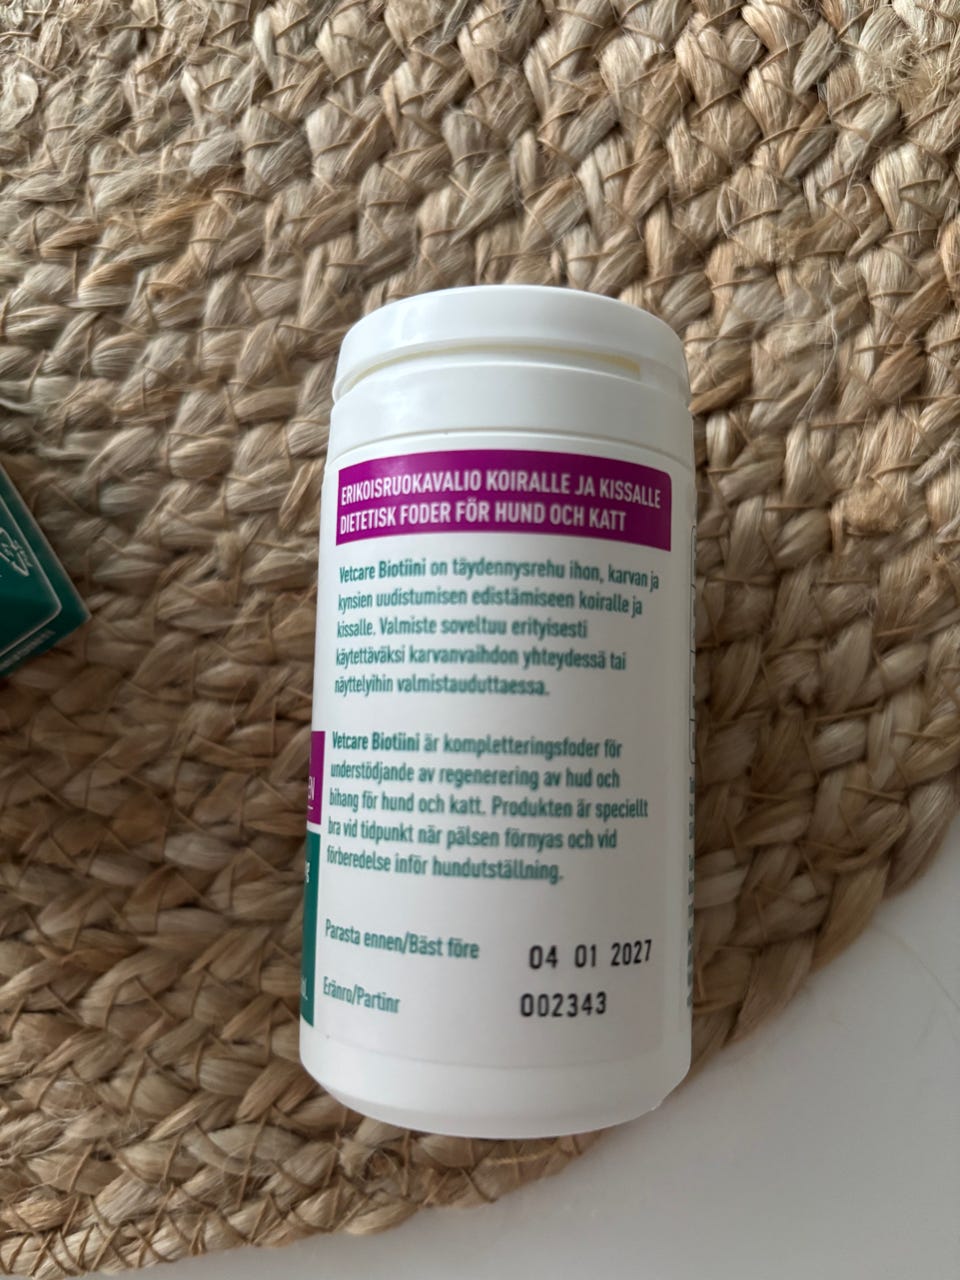 ERIKOISRUOKAVALIO KOIRALLE JA KISSALLE
DIETETISK FODER FÖR HUND OCH KATT
Vetcare Biotiini on täydennysrehu ihon, karvan ja
kynsien uudistumisen edistämiseen koiralle ja
kissalle. Valmiste soveltuu erityisesti
käytettäväksi karvanvaihdon yhteydessä tai
näyttelyihin valmistauduttaessa.
Vetcare Biotiini är kompletteringsfoder för
understödjande av regenerering av hud och
bihang för hund och katt. Produkten är speciellt
bra vid tidpunkt när pälsen förnyas och vid
förberedelse inför hundutställning.
Parasta ennen/Bäst före 04 01 2027
Eränro/Partinr 002343